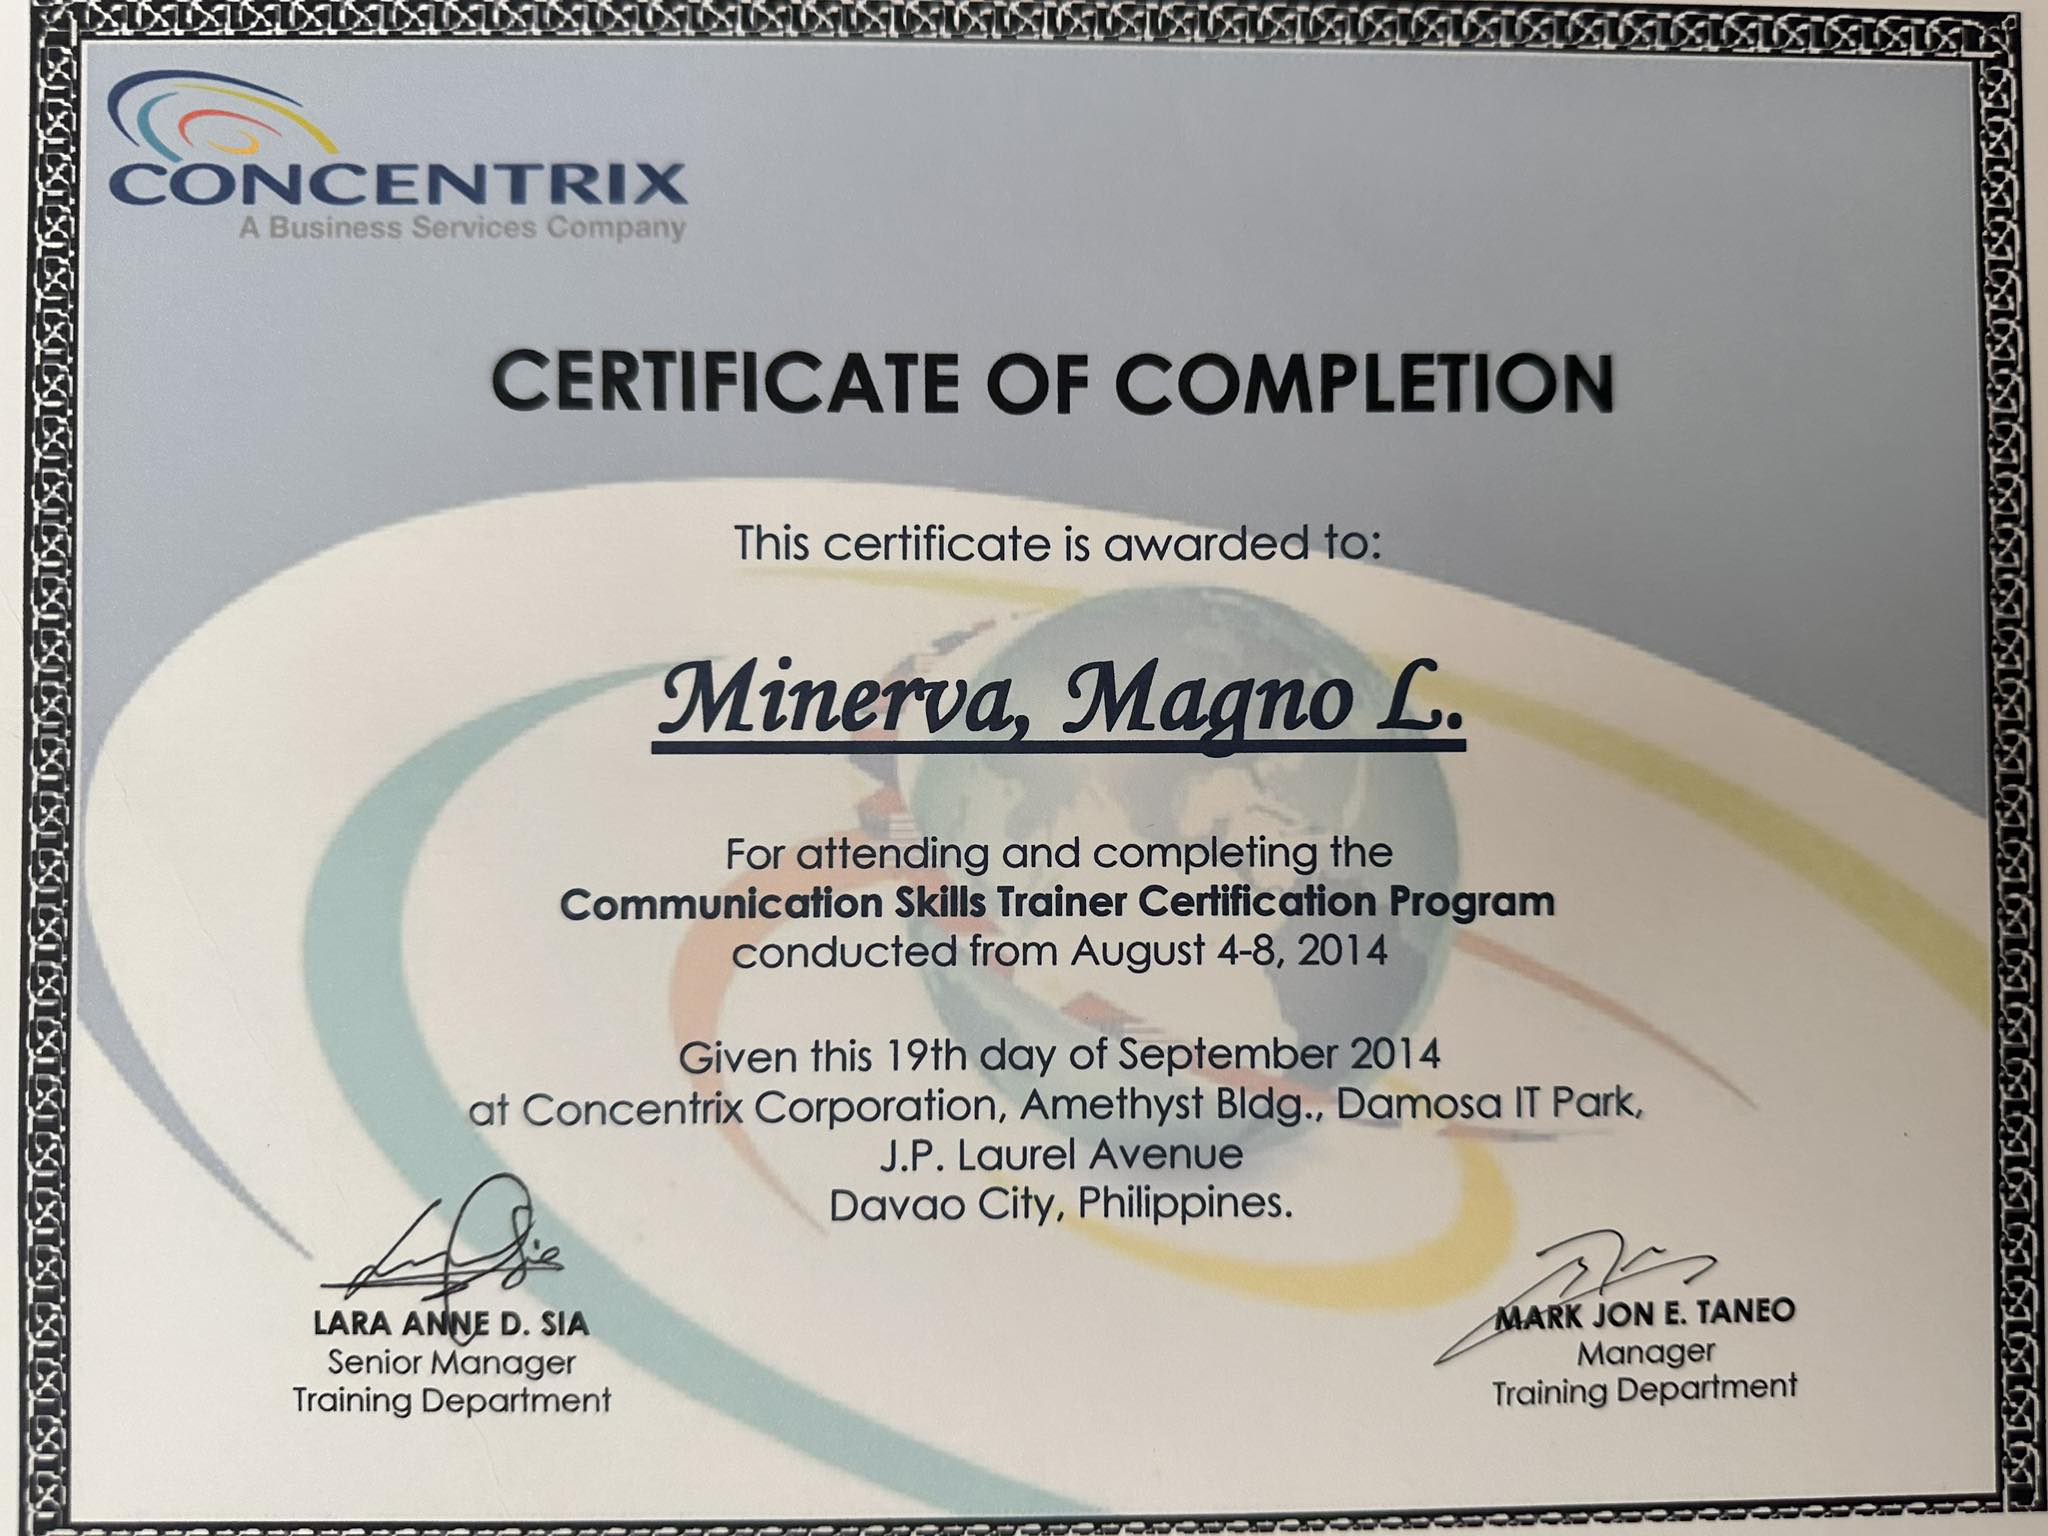 CONCENTRIX
A Business Services Company
CERTIFICATE OF COMPLETION
This certificate is awarded to:
Minerva, Magno L.
For attending and completing the
Communication Skills Trainer Certification Program
conducted from August 4-8, 2014
Given this 19th day of September 2014
at Concentrix Corporation, Amethyst Bldg., Damosa IT Park,
J.P. Laurel Avenue
Davao City, Philippines.
LARA ANNE D. SIA
Senior Manager
Training Department
MARK JON E. TANEO
Manager
Training Department